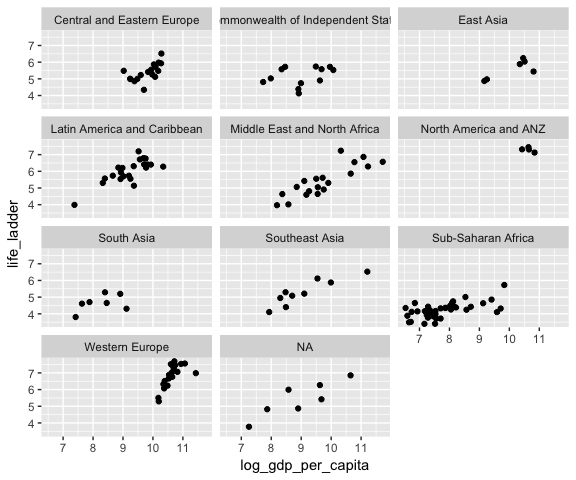 Central and Eastern Europe
mmonwealth of Independent Stat
East Asia
7
6
5
4
Latin America and Caribbean
Middle East and North Africa
North America and ANZ
7
6
5
4
South Asia
Southeast Asia
Sub-Saharan Africa
7
6
5
4
7 8 9 10 11
Western Europe
NA
7
6
5
4
7 8 9 10 11
7 8 9 10 11
life_ladder
log_gdp_per_capita